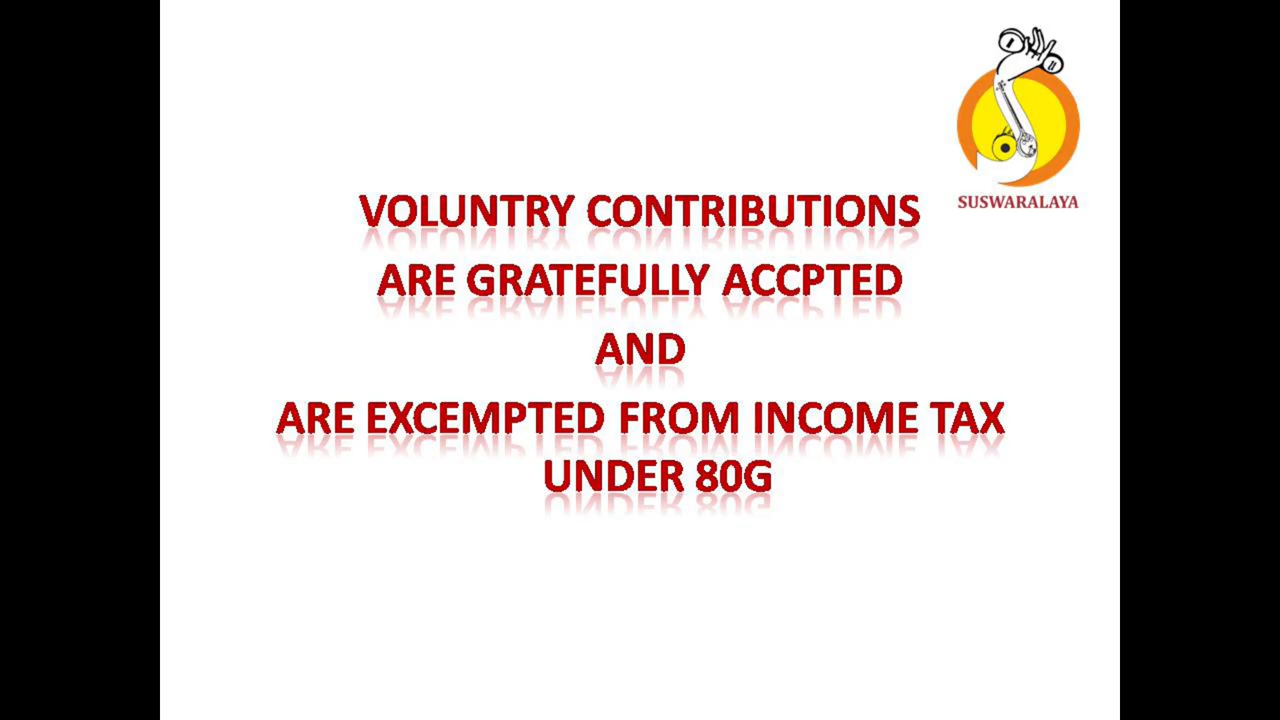 SUSWARALAYA
VOLUNTRY CONTRIBUTIONS
ARE GRATEFULLY ACCPTED
AND
ARE EXCEMPTED FROM INCOME TAX
UNDER 80G